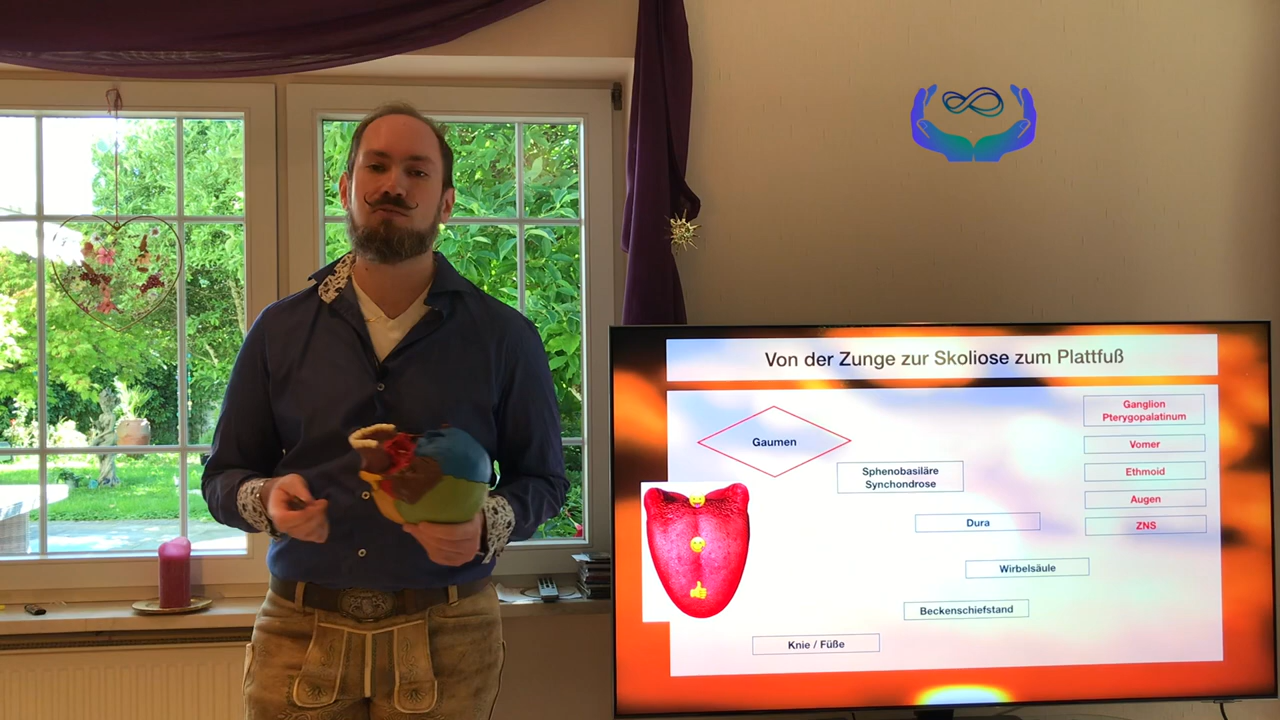 Von der Zunge zur Skoliose zum Plattfuß
Ganglion
Pterygopalatinum
Gaumen
Vomer
Sphenobasiläre
Synchondrose
Ethmoid
Augen
Dura
ZNS
Wirbelsäule
Beckenschiefstand
Knie / Füße